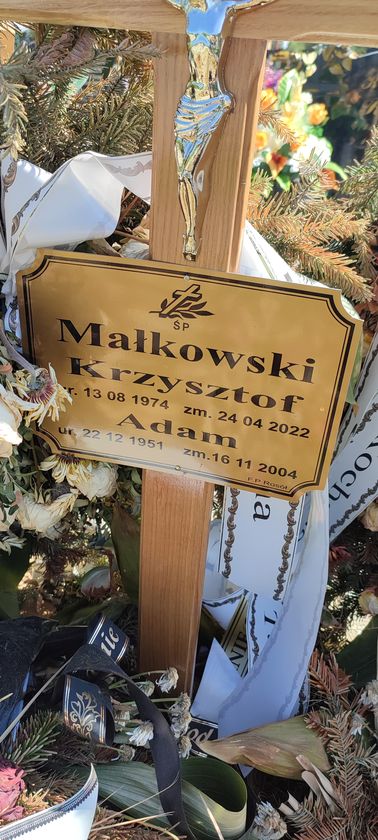 ŚP
Małkowski
Krzysztof
ur. 13 08 1974 zm. 24 04 2022
Adam
ur. 22 12 1951 zm.16 11 2004
F.P Rosół